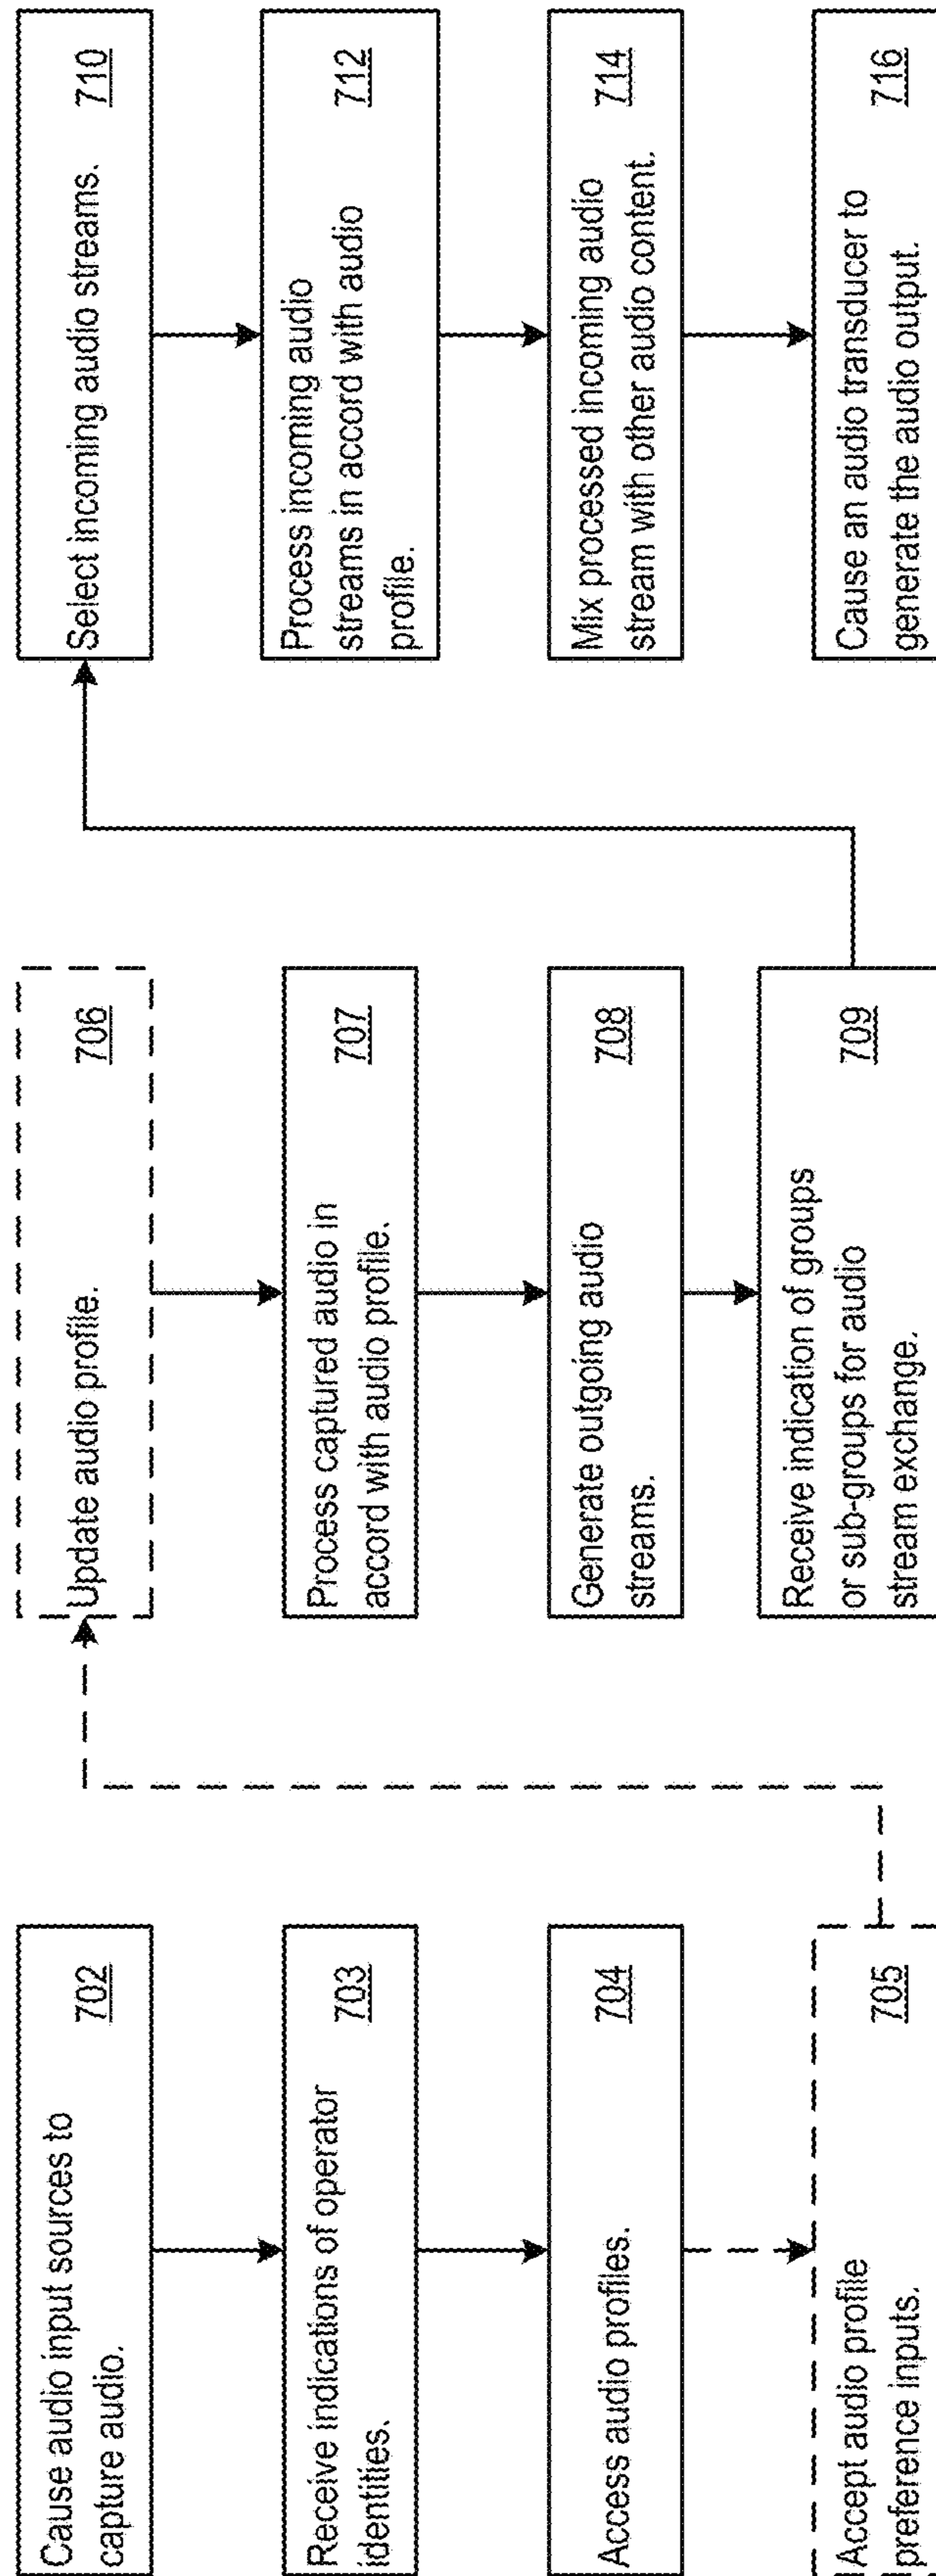 Cause audio input sources to
capture audio.
702
Receive indications of operator
identities.
703
Access audio profiles.
704
Accept audio profile
preference inputs.
705
Update audio profile.
706
Process captured audio in
accord with audio profile.
707
Generate outgoing audio
streams.
708
Receive indication of groups
or sub-groups for audio
stream exchange.
709
Select incoming audio streams.
710
Process incoming audio
streams in accord with audio
profile.
712
Mix processed incoming audio
stream with other audio content.
714
Cause an audio transducer to
generate the audio output.
716